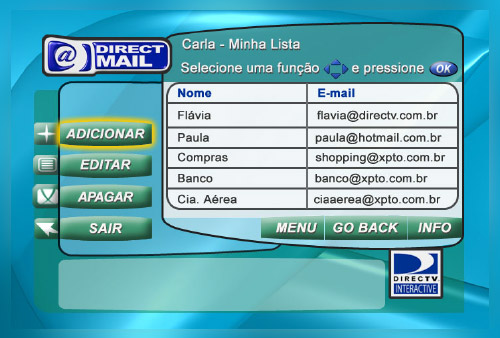 @ DIRECT MAIL
Carla - Minha Lista
Selecione uma função e pressione OK
Nome E-mail
Flávia flavia@directv.com.br
Paula paula@hotmail.com.br
Compras shopping@xpto.com.br
Banco banco@xpto.com.br
Cia. Aérea ciaaerea@xpto.com.br
ADICIONAR
EDITAR
APAGAR
SAIR
MENU GO BACK INFO
DIRECTV
INTERACTIVE